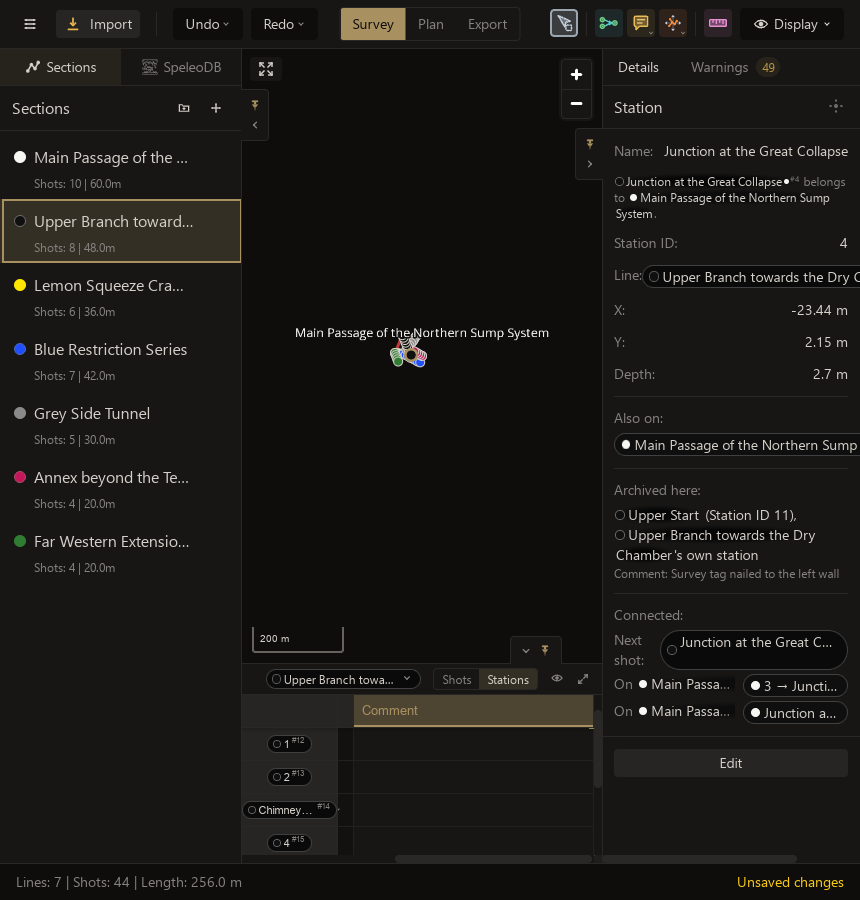 Import
Undo
Redo
Survey
Plan
Export
Display
Sections
SpeleoDB
Sections
Main Passage of the ...
Shots: 10 | 60.0m
Upper Branch toward...
Shots: 8 | 48.0m
Lemon Squeeze Cra...
Shots: 6 | 36.0m
Blue Restriction Series
Shots: 7 | 42.0m
Grey Side Tunnel
Shots: 5 | 30.0m
Annex beyond the Te...
Shots: 4 | 20.0m
Far Western Extensio...
Shots: 4 | 20.0m
Main Passage of the Northern Sump System
200 m
Upper Branch towa...
Shots
Stations
Comment
1 #12
2 #13
Chimney... #14
4 #15
Details
Warnings 49
Station
Name: Junction at the Great Collapse
Junction at the Great Collapse #4 belongs
to Main Passage of the Northern Sump
System.
Station ID: 4
Line: Upper Branch towards the Dry C
X: -23.44 m
Y: 2.15 m
Depth: 2.7 m
Also on:
Main Passage of the Northern Sump
Archived here:
Upper Start (Station ID 11),
Upper Branch towards the Dry
Chamber's own station
Comment: Survey tag nailed to the left wall
Connected:
Next shot: Junction at the Great C...
On Main Passa... 3 → Juncti...
On Main Passa... Junction a...
Edit
Lines: 7 | Shots: 44 | Length: 256.0 m
Unsaved changes